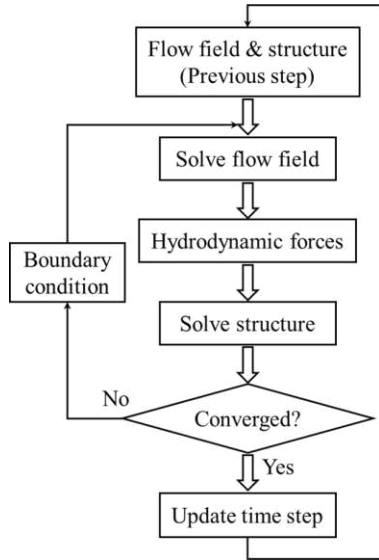 Flow field & structure
(Previous step)
Solve flow field
Hydrodynamic forces
Boundary
condition
Solve structure
No
Converged?
Yes
Update time step